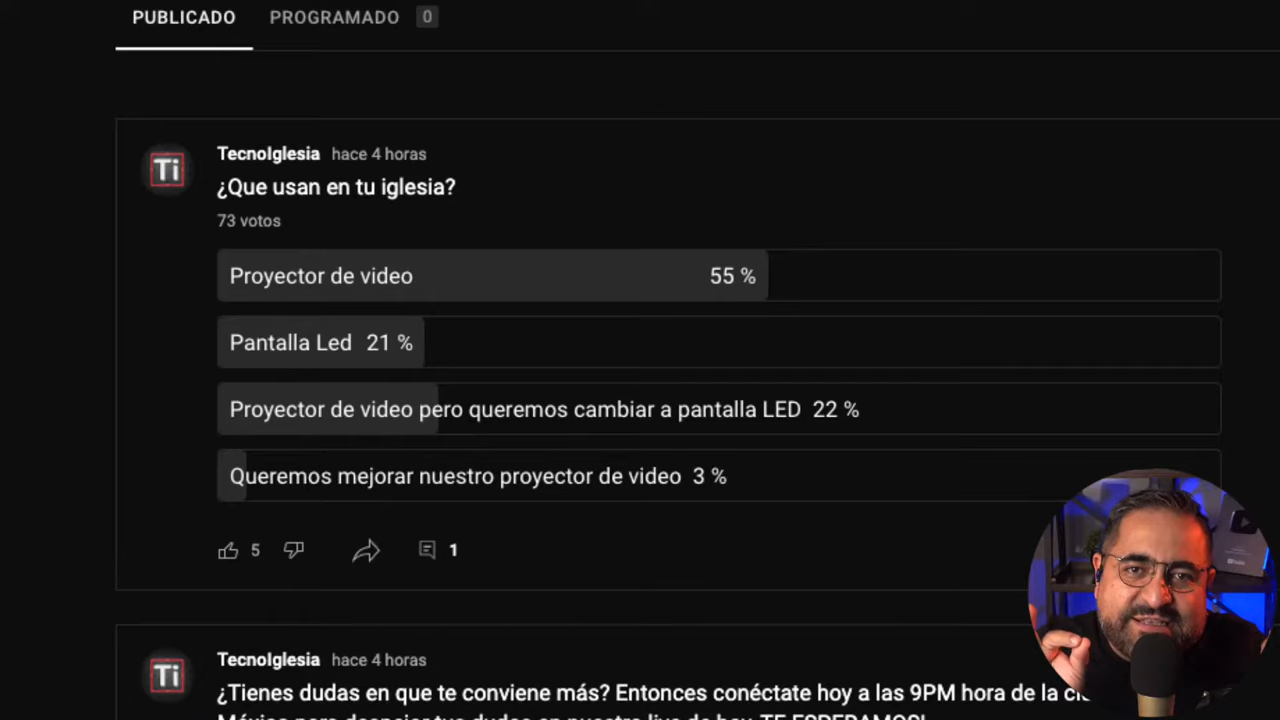 PUBLICADO PROGRAMADO 0
Ti TecnoIglesia hace 4 horas
¿Que usan en tu iglesia?
73 votos
Proyector de video 55 %
Pantalla Led 21 %
Proyector de video pero queremos cambiar a pantalla LED 22 %
Queremos mejorar nuestro proyector de video 3 %
5 1
Ti TecnoIglesia hace 4 horas
¿Tienes dudas en que te conviene más? Entonces conéctate hoy a las 9PM hora de la